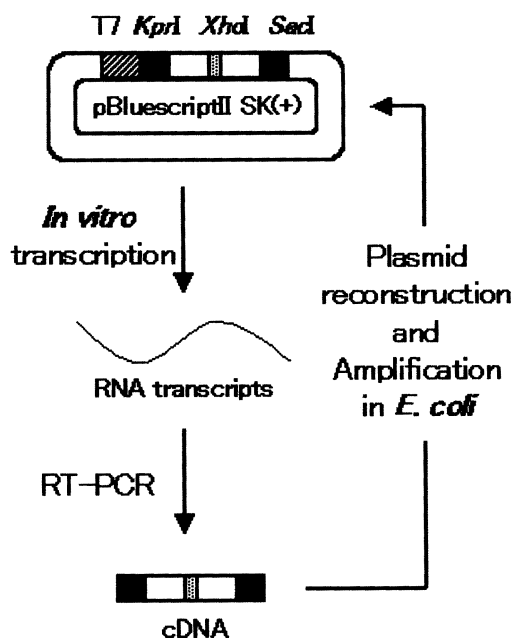 T7 KpnI XhoI SacI
pBluescriptII SK(+)
In vitro
transcription
RNA transcripts
RT-PCR
cDNA
Plasmid
reconstruction
and
Amplification
in E. coli